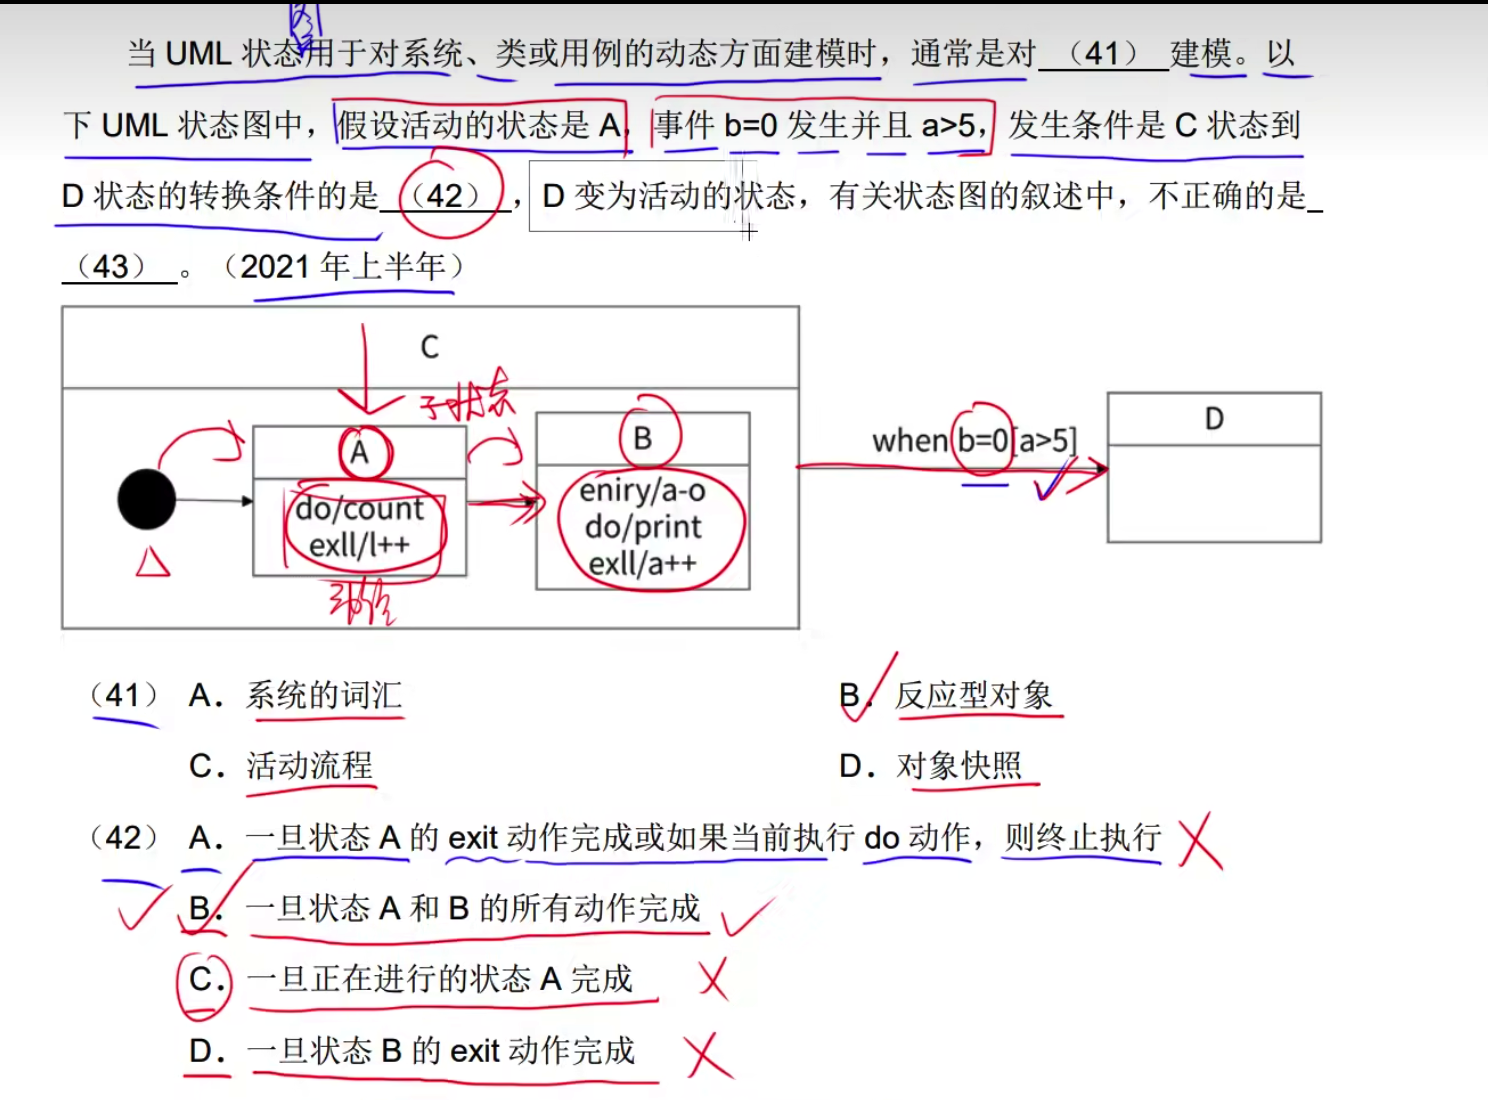 图
当 UML 状态用于对系统、类或用例的动态方面建模时，通常是对 （41） 建模。以
下 UML 状态图中，假设活动的状态是 A，事件 b=0 发生并且 a>5，发生条件是 C 状态到
D 状态的转换条件的是 （42） ，D 变为活动的状态，有关状态图的叙述中，不正确的是
（43） 。（2021 年上半年）
C
子状态
A
do/count
exll/l++
动作
B
eniry/a-o
do/print
exll/a++
when b=0[a>5]
D
（41） A． 系统的词汇 B． 反应型对象
C． 活动流程 D． 对象快照
（42） A． 一旦状态 A 的 exit 动作完成或如果当前执行 do 动作，则终止执行
B． 一旦状态 A 和 B 的所有动作完成
C． 一旦正在进行的状态 A 完成
D． 一旦状态 B 的 exit 动作完成